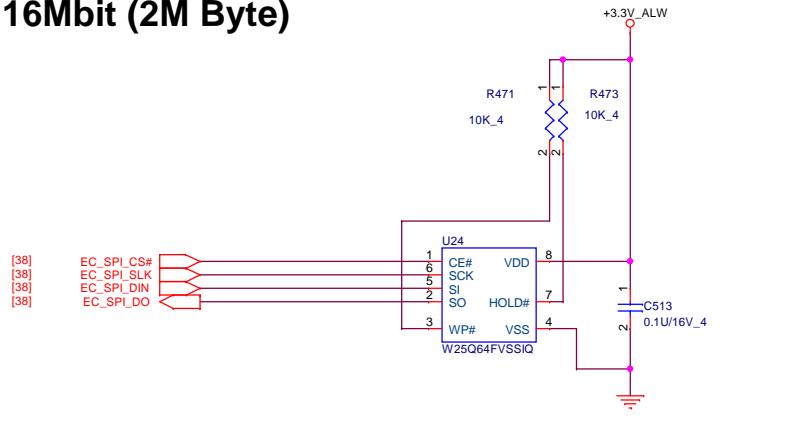 16Mbit (2M Byte)
+3.3V_ALW
R471
10K_4
1
1
2
2
R473
10K_4
U24
[38] EC_SPI_CS# 1 CE# VDD 8
[38] EC_SPI_SLK 6 SCK
[38] EC_SPI_DIN 5 SI
[38] EC_SPI_DO 2 SO HOLD# 7
3 WP# VSS 4
W25Q64FVSSIQ
1
2
C513
0.1U/16V_4